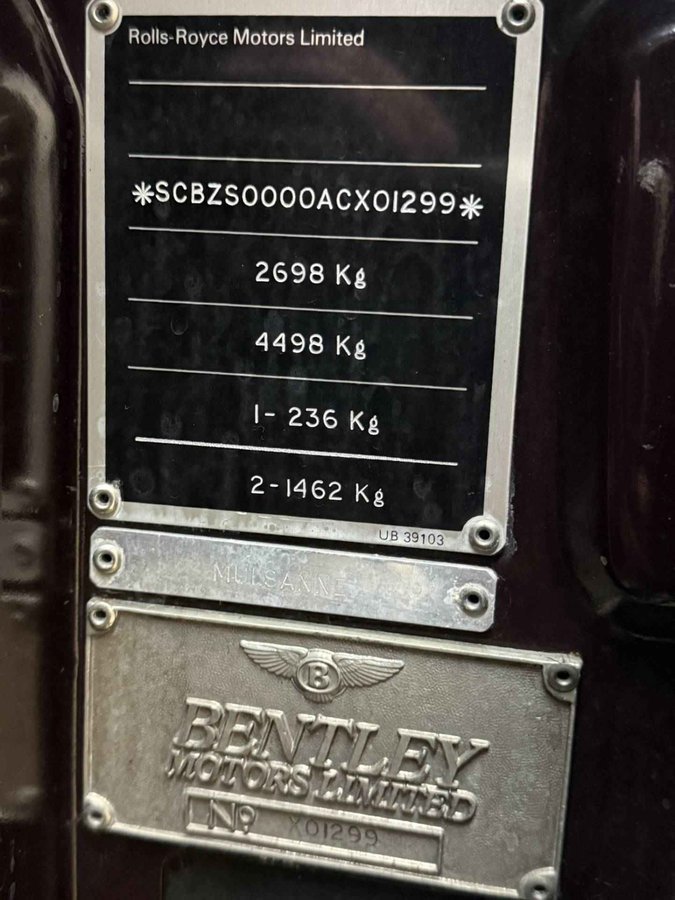 Rolls-Royce Motors Limited
*SCBZS0000ACX01299*
2698 Kg
4498 Kg
1- 236 Kg
2-1462 Kg
UB 39103
MULSANNE
B
BENTLEY
MOTORS LIMITED
No X01299